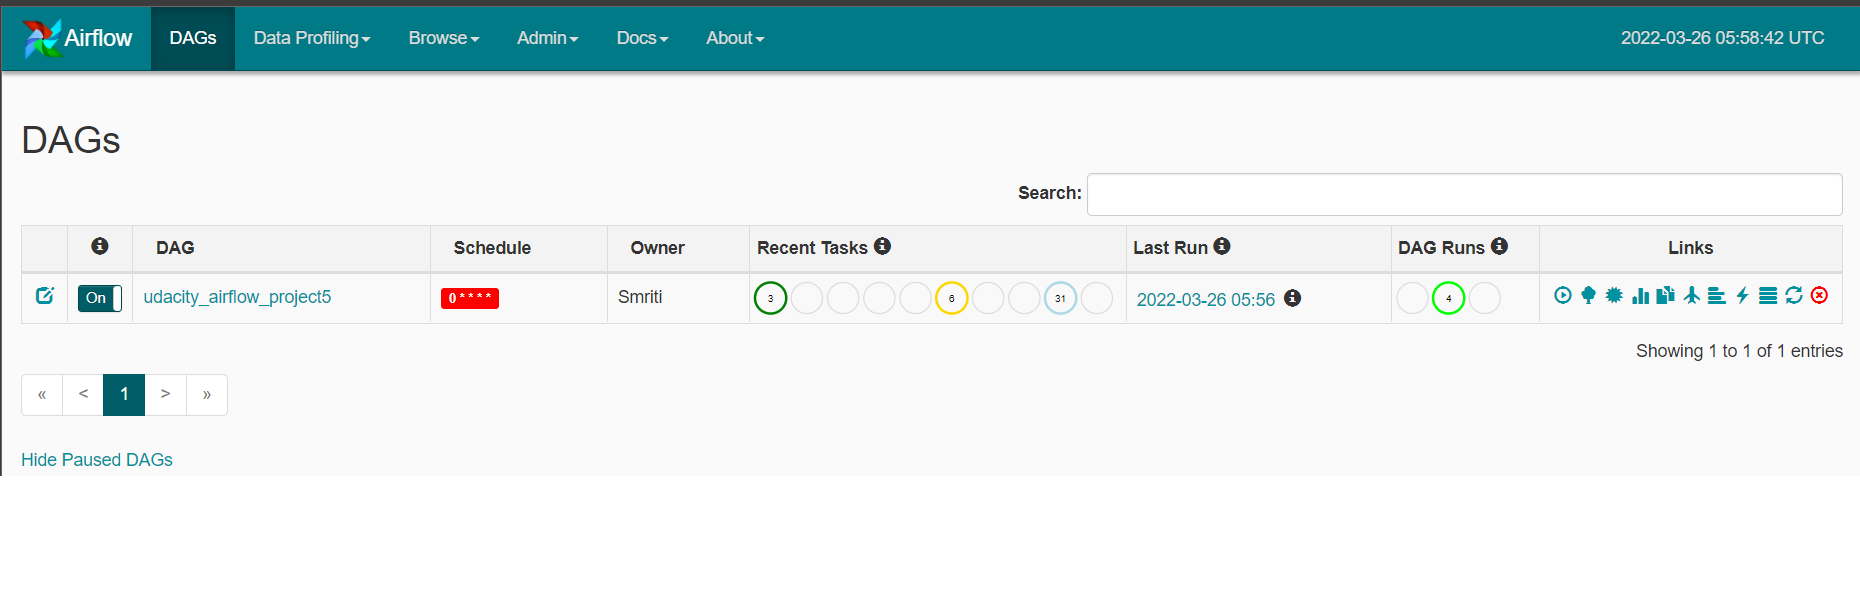 Airflow DAGs Data Profiling Browse Admin Docs About 2022-03-26 05:58:42 UTC
DAGs
Search:
DAG Schedule Owner Recent Tasks Last Run DAG Runs Links
On udacity_airflow_project5 0 * * * * Smriti 3 6 31 2022-03-26 05:56 4
Showing 1 to 1 of 1 entries
« < 1 > »
Hide Paused DAGs